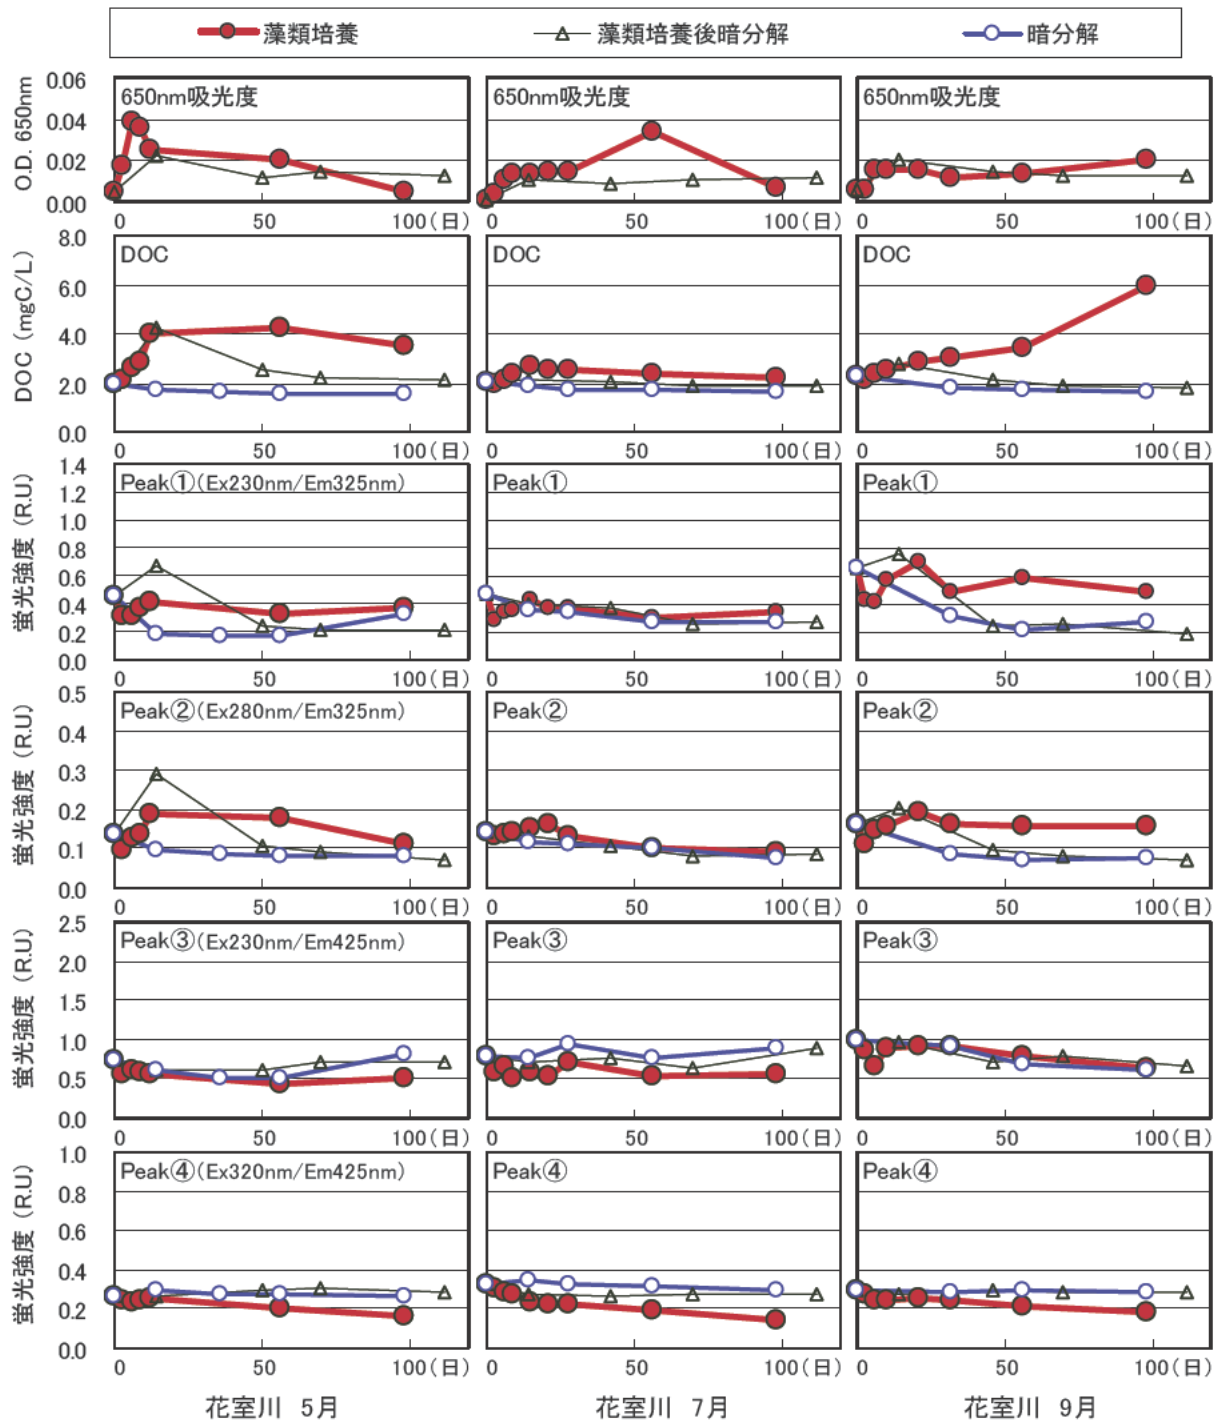 藻類培養 藻類培養後暗分解 暗分解
O.D. 650nm
0.06
0.04
0.02
0.00
650nm吸光度
0 50 100(日)
650nm吸光度
0 50 100(日)
650nm吸光度
0 50 100(日)
DOC (mgC/L)
8.0
6.0
4.0
2.0
0.0
DOC
0 50 100(日)
DOC
0 50 100(日)
DOC
0 50 100(日)
蛍光強度 (R.U)
1.4
1.2
1.0
0.8
0.6
0.4
0.2
0.0
Peak①(Ex230nm/Em325nm)
0 50 100(日)
Peak①
0 50 100(日)
Peak①
0 50 100(日)
蛍光強度 (R.U)
0.5
0.4
0.3
0.2
0.1
0.0
Peak②(Ex280nm/Em325nm)
0 50 100(日)
Peak②
0 50 100(日)
Peak②
0 50 100(日)
蛍光強度 (R.U)
2.5
2.0
1.5
1.0
0.5
0.0
Peak③(Ex230nm/Em425nm)
0 50 100(日)
Peak③
0 50 100(日)
Peak③
0 50 100(日)
蛍光強度 (R.U)
1.0
0.8
0.6
0.4
0.2
0.0
Peak④(Ex320nm/Em425nm)
0 50 100(日)
Peak④
0 50 100(日)
Peak④
0 50 100(日)
花室川 5月
花室川 7月
花室川 9月